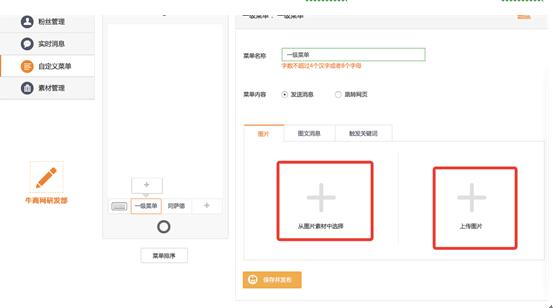 粉丝管理
实时消息
自定义菜单
素材管理
牛商网研发部
一级菜单
阿萨德
菜单排序
一级菜单：一级菜单
菜单名称
一级菜单
字数不超过4个汉字或者8个字母
菜单内容
发送消息
跳转网页
图片
图文消息
触发关键词
从图片素材中选择
上传图片
保存并发布